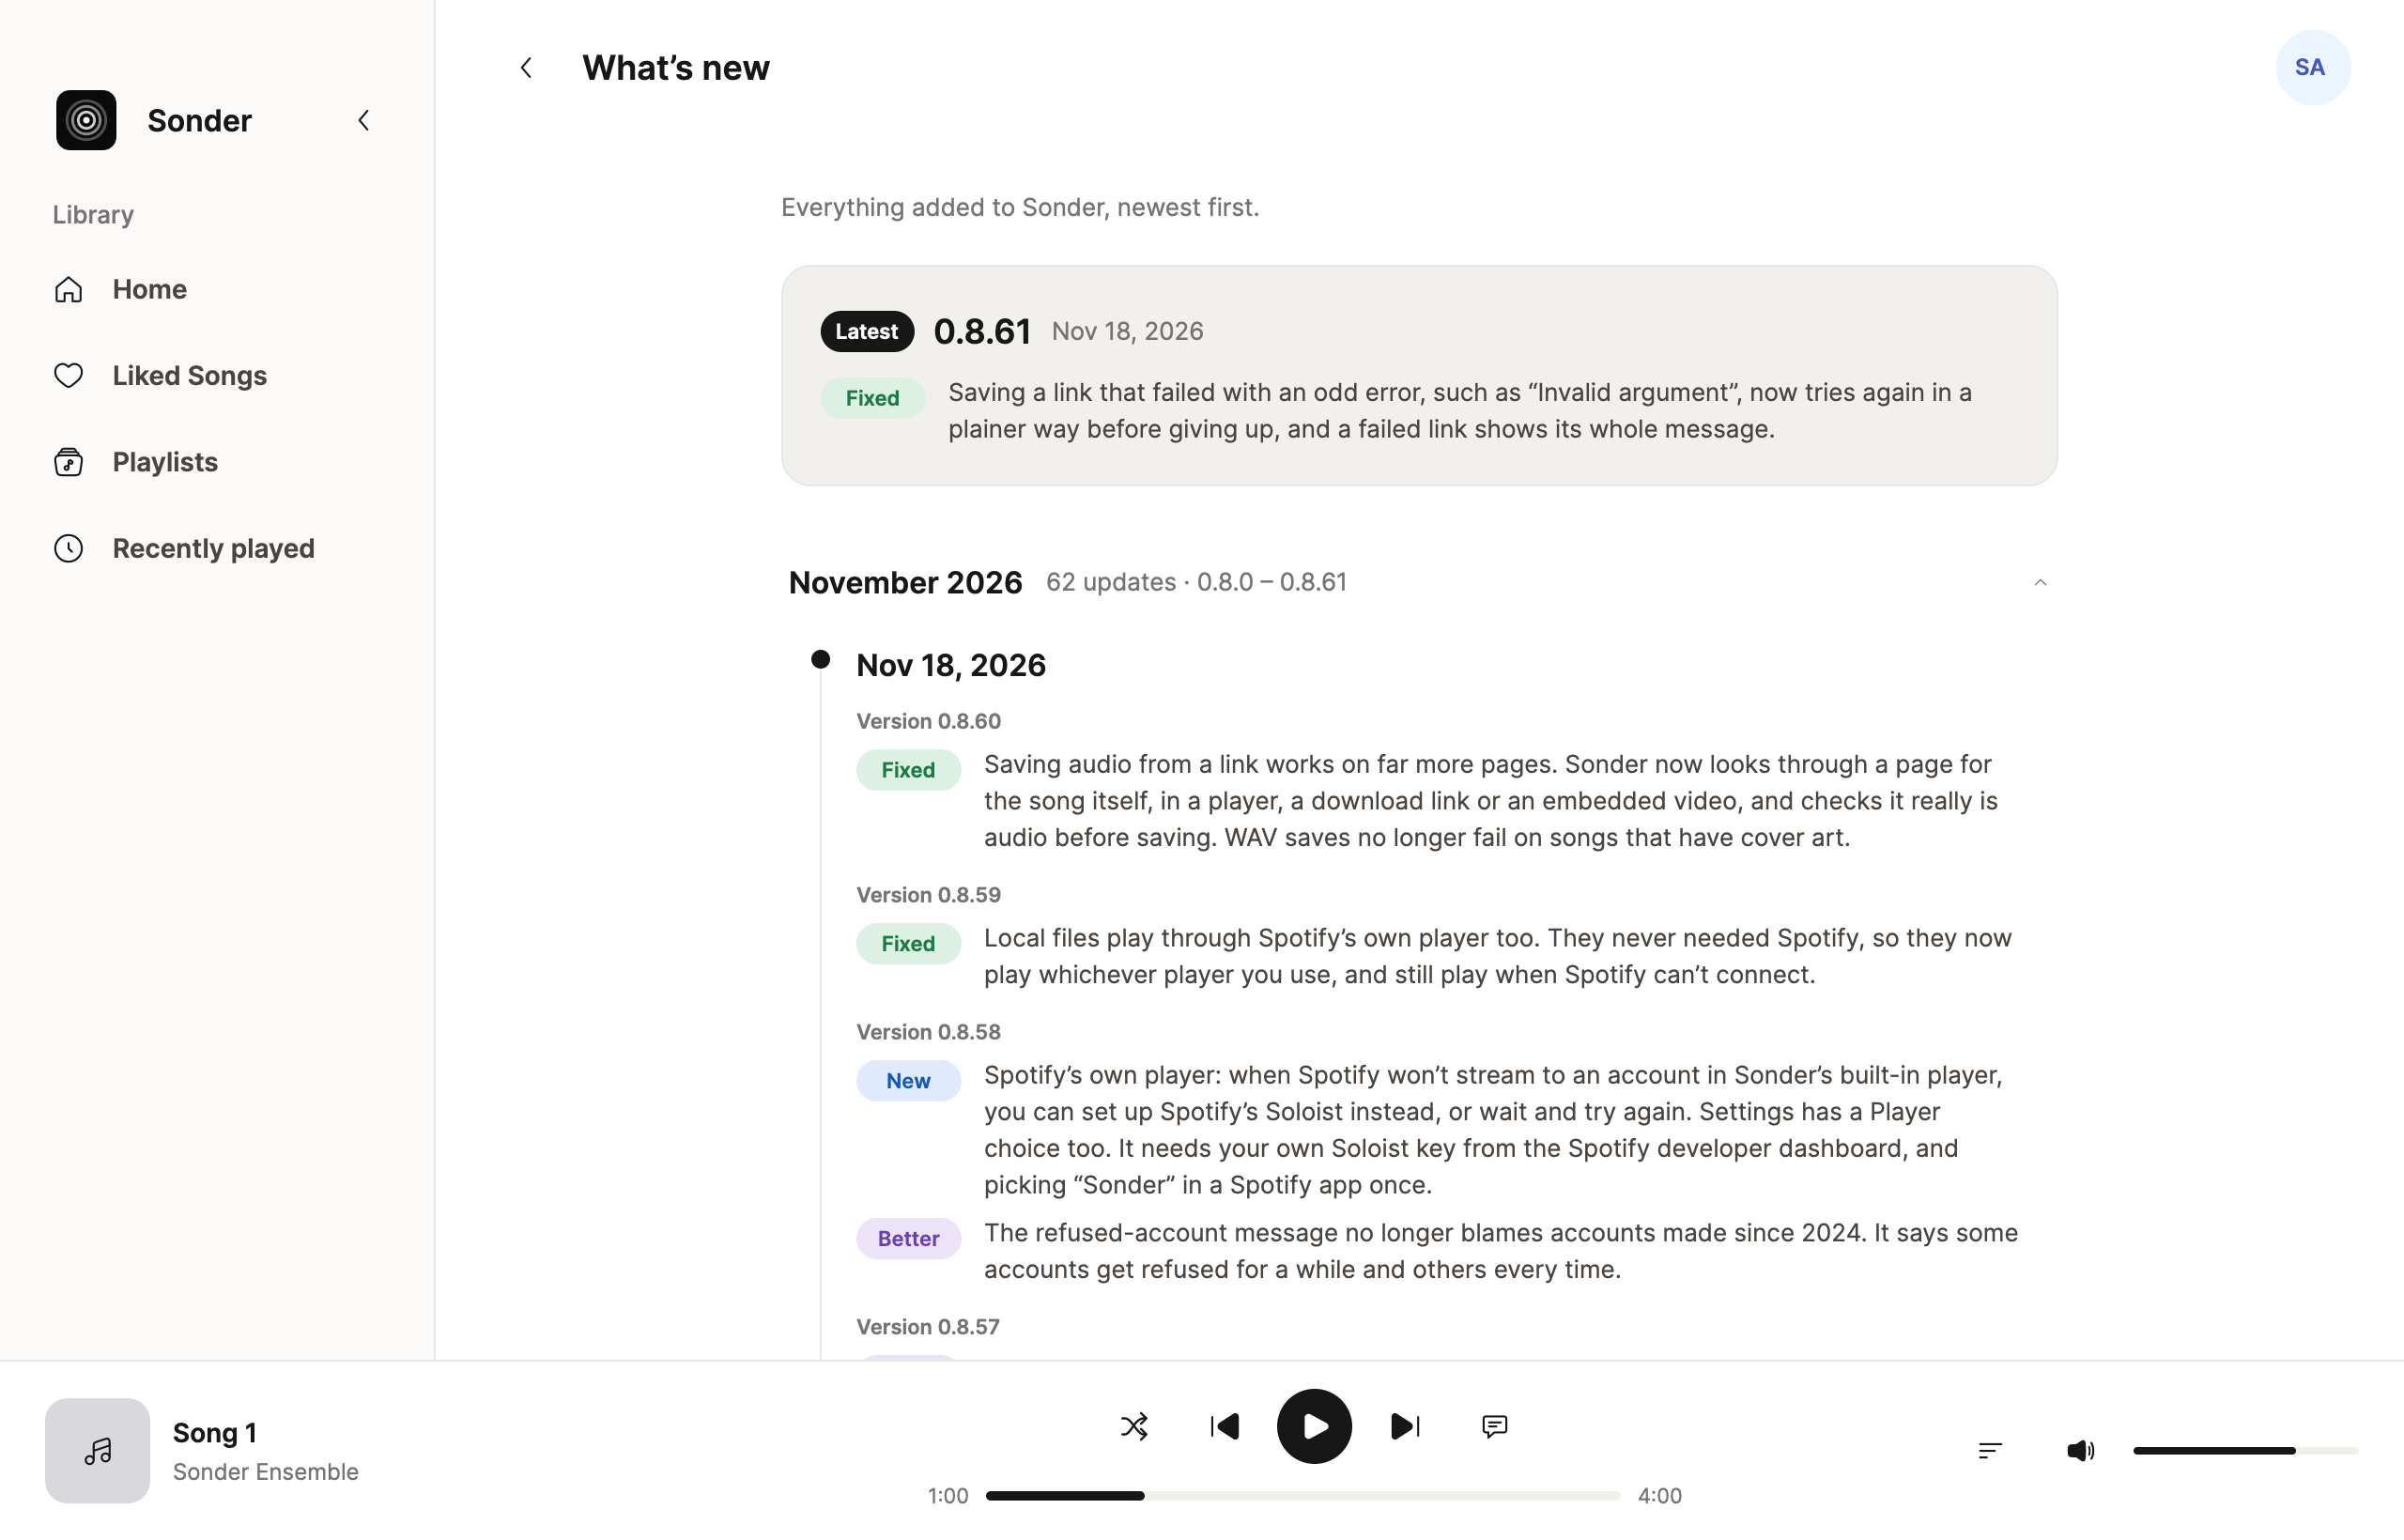 What’s new
SA
Sonder
Library
Home
Liked Songs
Playlists
Recently played
Everything added to Sonder, newest first.
Latest 0.8.61 Nov 18, 2026
Fixed Saving a link that failed with an odd error, such as “Invalid argument”, now tries again in a
plainer way before giving up, and a failed link shows its whole message.
November 2026 62 updates · 0.8.0 – 0.8.61
Nov 18, 2026
Version 0.8.60
Fixed Saving audio from a link works on far more pages. Sonder now looks through a page for
the song itself, in a player, a download link or an embedded video, and checks it really is
audio before saving. WAV saves no longer fail on songs that have cover art.
Version 0.8.59
Fixed Local files play through Spotify’s own player too. They never needed Spotify, so they now
play whichever player you use, and still play when Spotify can’t connect.
Version 0.8.58
New Spotify’s own player: when Spotify won’t stream to an account in Sonder’s built-in player,
you can set up Spotify’s Soloist instead, or wait and try again. Settings has a Player
choice too. It needs your own Soloist key from the Spotify developer dashboard, and
picking “Sonder” in a Spotify app once.
Better The refused-account message no longer blames accounts made since 2024. It says some
accounts get refused for a while and others every time.
Version 0.8.57
Song 1
Sonder Ensemble
1:00
4:00